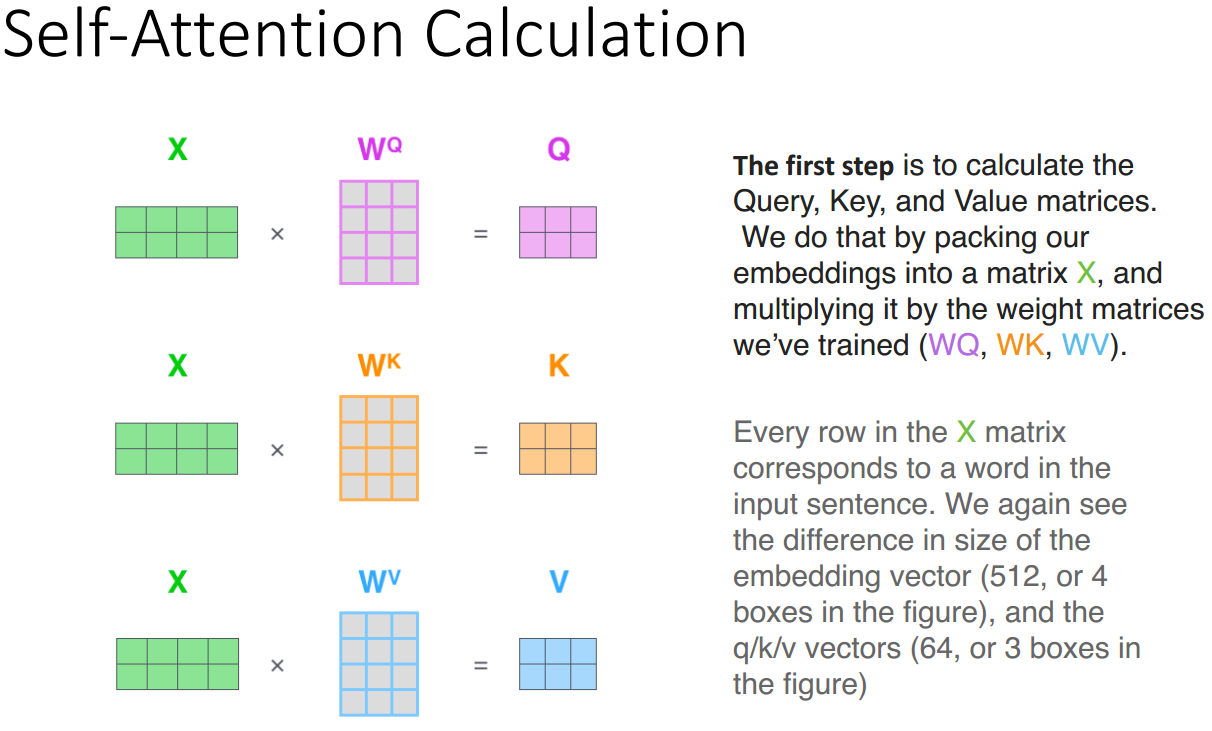 Self-Attention Calculation
X WQ Q
× =
X WK K
× =
X WV V
× =
The first step is to calculate the
Query, Key, and Value matrices.
We do that by packing our
embeddings into a matrix X, and
multiplying it by the weight matrices
we’ve trained (WQ, WK, WV).
Every row in the X matrix
corresponds to a word in the
input sentence. We again see
the difference in size of the
embedding vector (512, or 4
boxes in the figure), and the
q/k/v vectors (64, or 3 boxes in
the figure)